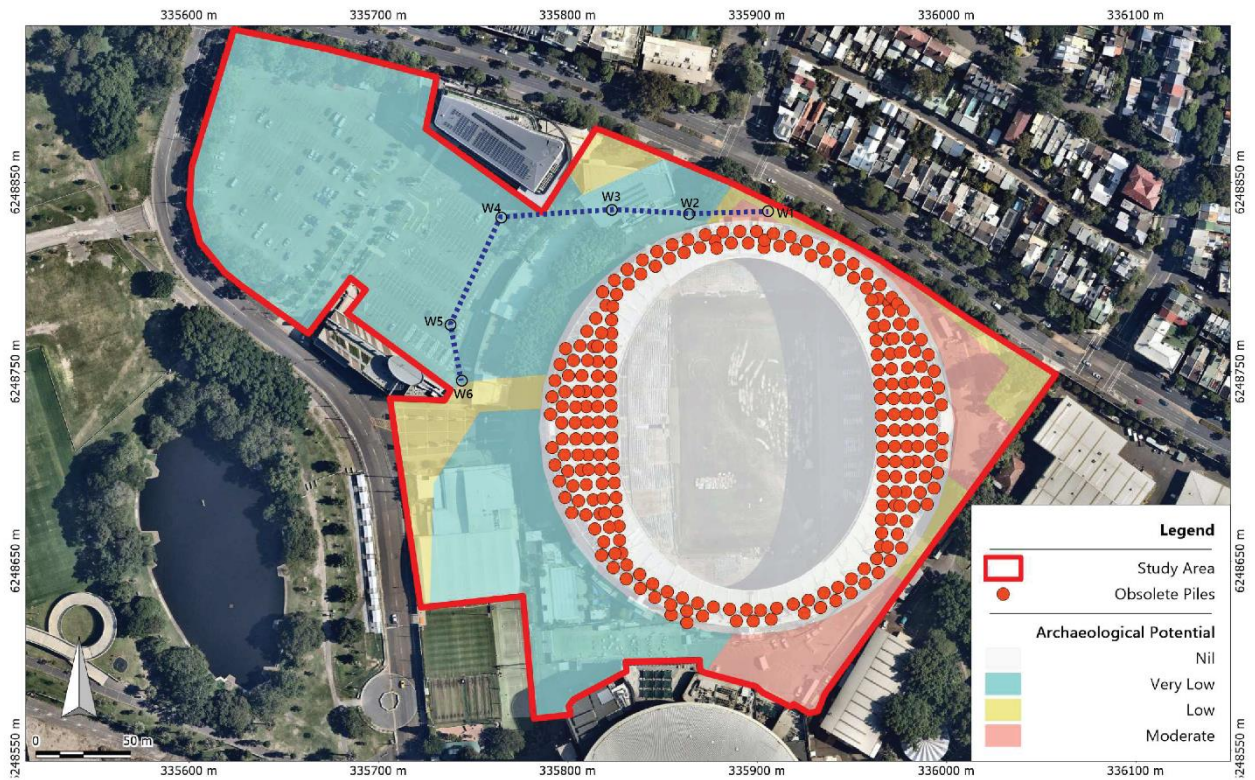 335600 m 335700 m 335800 m 335900 m 336000 m 336100 m
6248850 m 6248850 m
W4 W3 W2 W1
W5
6248750 m 6248750 m
W6
6248650 m 6248650 m
6248550 m 6248550 m
0 50 m
Legend
Study Area
Obsolete Piles
Archaeological Potential
Nil
Very Low
Low
Moderate
335600 m 335700 m 335800 m 335900 m 336000 m 336100 m